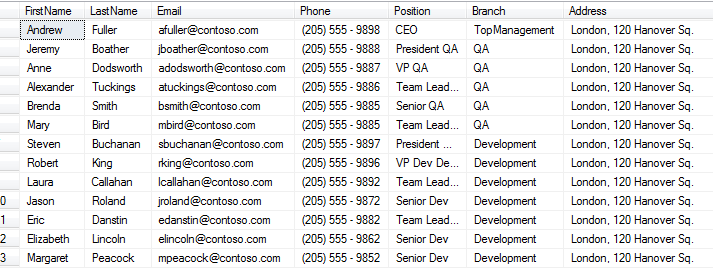 FirstName LastName Email Phone Position Branch Address
Andrew Fuller afuller@contoso.com (205) 555 - 9898 CEO TopManagement London, 120 Hanover Sq.
Jeremy Boather jboather@contoso.com (205) 555 - 9888 President QA QA London, 120 Hanover Sq.
Anne Dodsworth adodsworth@contoso.com (205) 555 - 9887 VP QA QA London, 120 Hanover Sq.
Alexander Tuckings atuckings@contoso.com (205) 555 - 9886 Team Lead... QA London, 120 Hanover Sq.
Brenda Smith bsmith@contoso.com (205) 555 - 9885 Senior QA QA London, 120 Hanover Sq.
Mary Bird mbird@contoso.com (205) 555 - 9885 Team Lead... QA London, 120 Hanover Sq.
Steven Buchanan sbuchanan@contoso.com (205) 555 - 9897 President ... Development London, 120 Hanover Sq.
Robert King rking@contoso.com (205) 555 - 9896 VP Dev De... Development London, 120 Hanover Sq.
Laura Callahan lcallahan@contoso.com (205) 555 - 9892 Team Lead... Development London, 120 Hanover Sq.
0 Jason Roland jroland@contoso.com (205) 555 - 9872 Senior Dev Development London, 120 Hanover Sq.
1 Eric Danstin edanstin@contoso.com (205) 555 - 9882 Team Lead... Development London, 120 Hanover Sq.
2 Elizabeth Lincoln elincoln@contoso.com (205) 555 - 9862 Senior Dev Development London, 120 Hanover Sq.
3 Margaret Peacock mpeacock@contoso.com (205) 555 - 9852 Senior Dev Development London, 120 Hanover Sq.